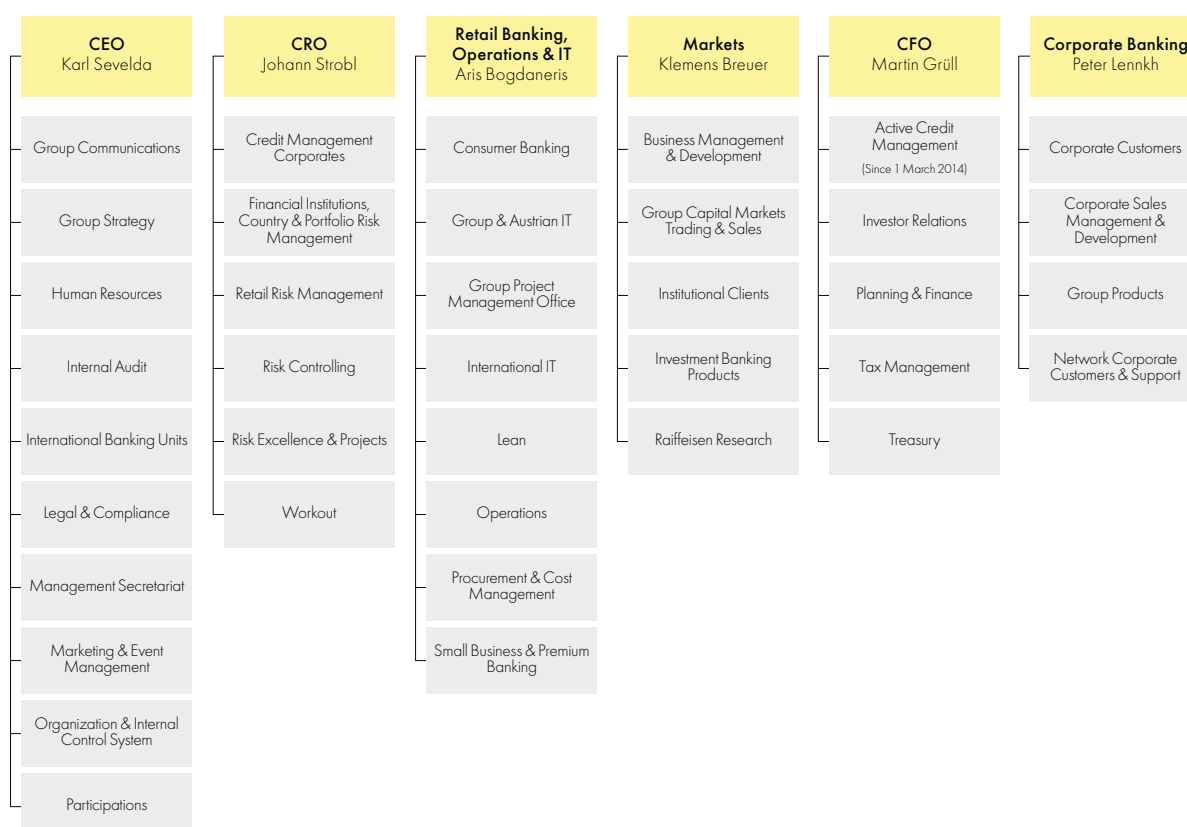 CEO
Karl Sevelda
Group Communications
Group Strategy
Human Resources
Internal Audit
International Banking Units
Legal & Compliance
Management Secretariat
Marketing & Event
Management
Organization & Internal
Control System
Participations
CRO
Johann Strobl
Credit Management
Corporates
Financial Institutions,
Country & Portfolio Risk
Management
Retail Risk Management
Risk Controlling
Risk Excellence & Projects
Workout
Retail Banking,
Operations & IT
Aris Bogdaneris
Consumer Banking
Group & Austrian IT
Group Project
Management Office
International IT
Lean
Operations
Procurement & Cost
Management
Small Business & Premium
Banking
Markets
Klemens Breuer
Business Management
& Development
Group Capital Markets
Trading & Sales
Institutional Clients
Investment Banking
Products
Raiffeisen Research
CFO
Martin Grüll
Active Credit
Management
(Since 1 March 2014)
Investor Relations
Planning & Finance
Tax Management
Treasury
Corporate Banking
Peter Lennkh
Corporate Customers
Corporate Sales
Management &
Development
Group Products
Network Corporate
Customers & Support